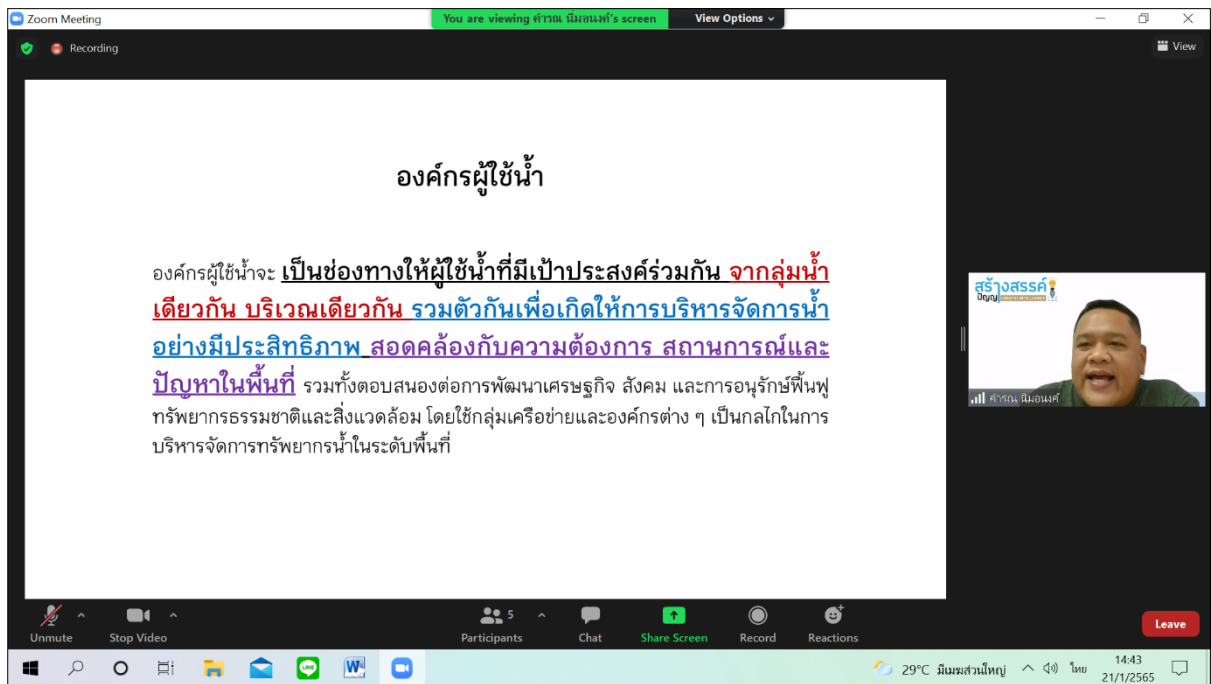 Zoom Meeting
You are viewing คำรณ นิ่มอนงค์'s screen
View Options
Recording
View
องค์กรผู้ใช้น้ำ
องค์กรผู้ใช้น้ำจะ เป็นช่องทางให้ผู้ใช้น้ำที่มีเป้าประสงค์ร่วมกัน จากลุ่มน้ำ
เดียวกัน บริเวณเดียวกัน รวมตัวกันเพื่อเกิดให้การบริหารจัดการน้ำ
อย่างมีประสิทธิภาพ สอดคล้องกับความต้องการ สถานการณ์และ
ปัญหาในพื้นที่ รวมทั้งตอบสนองต่อการพัฒนาเศรษฐกิจ สังคม และการอนุรักษ์ฟื้นฟู
ทรัพยากรธรรมชาติและสิ่งแวดล้อม โดยใช้กลุ่มเครือข่ายและองค์กรต่าง ๆ เป็นกลไกในการ
บริหารจัดการทรัพยากรน้ำในระดับพื้นที่
สร้างสรรค์
ปัญญา
คำรณ นิ่มอนงค์
Unmute
Stop Video
5
Participants
Chat
Share Screen
Record
Reactions
Leave
LINE
W
29°C มีเมฆส่วนใหญ่
ไทย
14:43
21/1/2565